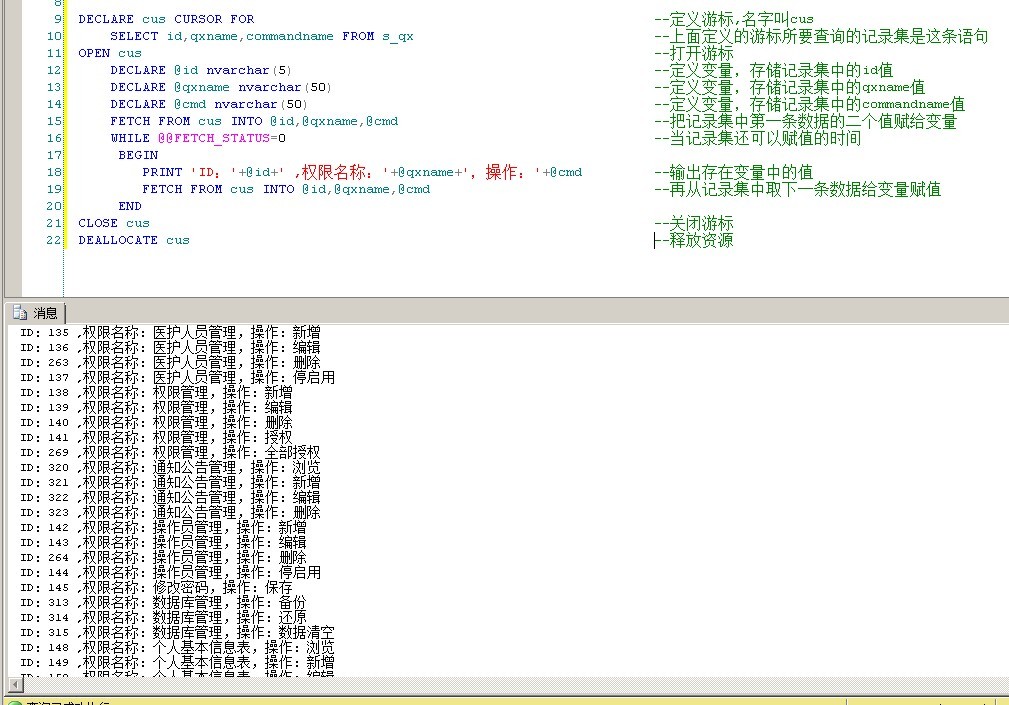 8
9 DECLARE cus CURSOR FOR --定义游标,名字叫cus
10 SELECT id,qxname,commandname FROM s_qx --上面定义的游标所要查询的记录集是这条语句
11 OPEN cus --打开游标
12 DECLARE @id nvarchar(5) --定义变量，存储记录集中的id值
13 DECLARE @qxname nvarchar(50) --定义变量，存储记录集中的qxname值
14 DECLARE @cmd nvarchar(50) --定义变量，存储记录集中的commandname值
15 FETCH FROM cus INTO @id,@qxname,@cmd --把记录集中第一条数据的二个值赋给变量
16 WHILE @@FETCH_STATUS=0 --当记录集还可以赋值的时间
17 BEGIN
18 PRINT 'ID：'+@id+' ,权限名称：'+@qxname+'，操作：'+@cmd --输出存在变量中的值
19 FETCH FROM cus INTO @id,@qxname,@cmd --再从记录集中取下一条数据给变量赋值
20 END
21 CLOSE cus --关闭游标
22 DEALLOCATE cus --释放资源
消息
ID：135 ,权限名称：医护人员管理，操作：新增
ID：136 ,权限名称：医护人员管理，操作：编辑
ID：263 ,权限名称：医护人员管理，操作：删除
ID：137 ,权限名称：医护人员管理，操作：停启用
ID：138 ,权限名称：权限管理，操作：新增
ID：139 ,权限名称：权限管理，操作：编辑
ID：140 ,权限名称：权限管理，操作：删除
ID：141 ,权限名称：权限管理，操作：授权
ID：269 ,权限名称：权限管理，操作：全部授权
ID：320 ,权限名称：通知公告管理，操作：浏览
ID：321 ,权限名称：通知公告管理，操作：新增
ID：322 ,权限名称：通知公告管理，操作：编辑
ID：323 ,权限名称：通知公告管理，操作：删除
ID：142 ,权限名称：操作员管理，操作：新增
ID：143 ,权限名称：操作员管理，操作：编辑
ID：264 ,权限名称：操作员管理，操作：删除
ID：144 ,权限名称：操作员管理，操作：停启用
ID：145 ,权限名称：修改密码，操作：保存
ID：313 ,权限名称：数据库管理，操作：备份
ID：314 ,权限名称：数据库管理，操作：还原
ID：315 ,权限名称：数据库管理，操作：数据清空
ID：148 ,权限名称：个人基本信息表，操作：浏览
ID：149 ,权限名称：个人基本信息表，操作：新增
ID：150 ,权限名称：个人基本信息表，操作：编辑
查询已成功执行